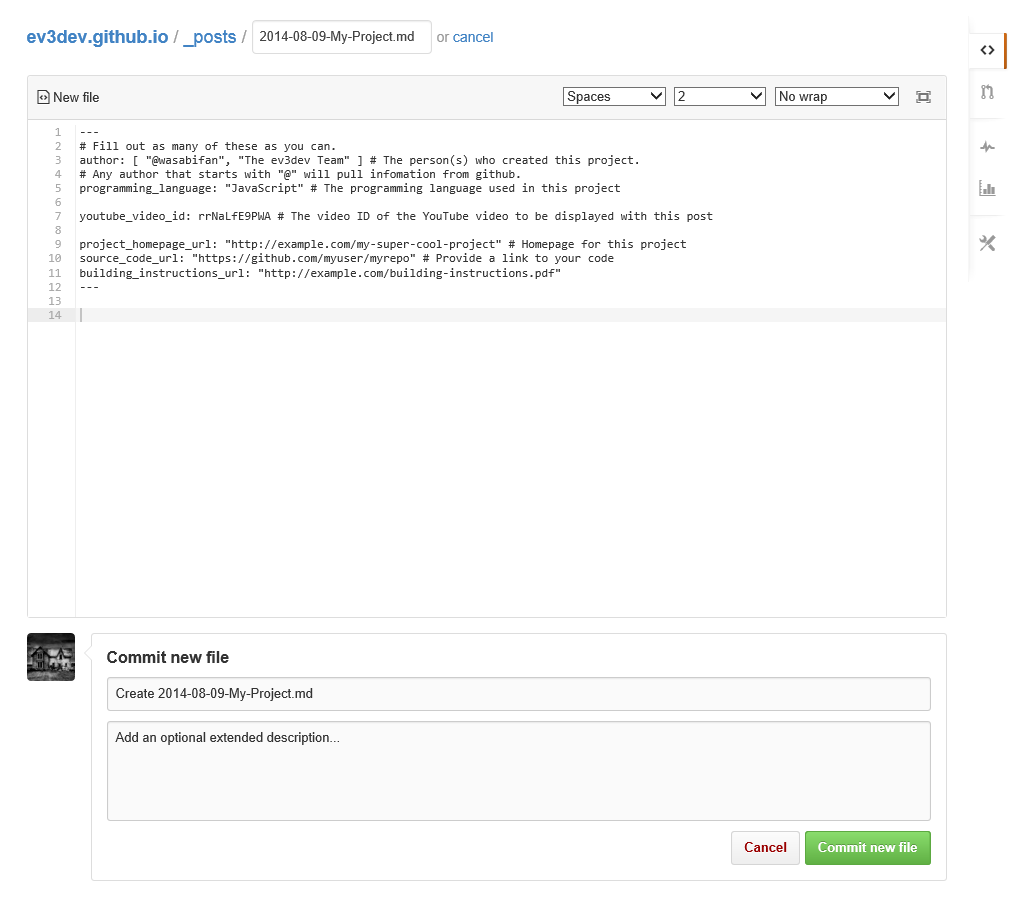 ev3dev.github.io / _posts / 2014-08-09-My-Project.md or cancel
New file Spaces 2 No wrap
1 ---
2 # Fill out as many of these as you can.
3 author: [ "@wasabifan", "The ev3dev Team" ] # The person(s) who created this project.
4 # Any author that starts with "@" will pull infomation from github.
5 programming_language: "JavaScript" # The programming language used in this project
6
7 youtube_video_id: rrNaLfE9PWA # The video ID of the YouTube video to be displayed with this post
8
9 project_homepage_url: "http://example.com/my-super-cool-project" # Homepage for this project
10 source_code_url: "https://github.com/myuser/myrepo" # Provide a link to your code
11 building_instructions_url: "http://example.com/building-instructions.pdf"
12 ---
13
14
Commit new file
Create 2014-08-09-My-Project.md
Add an optional extended description...
Cancel Commit new file